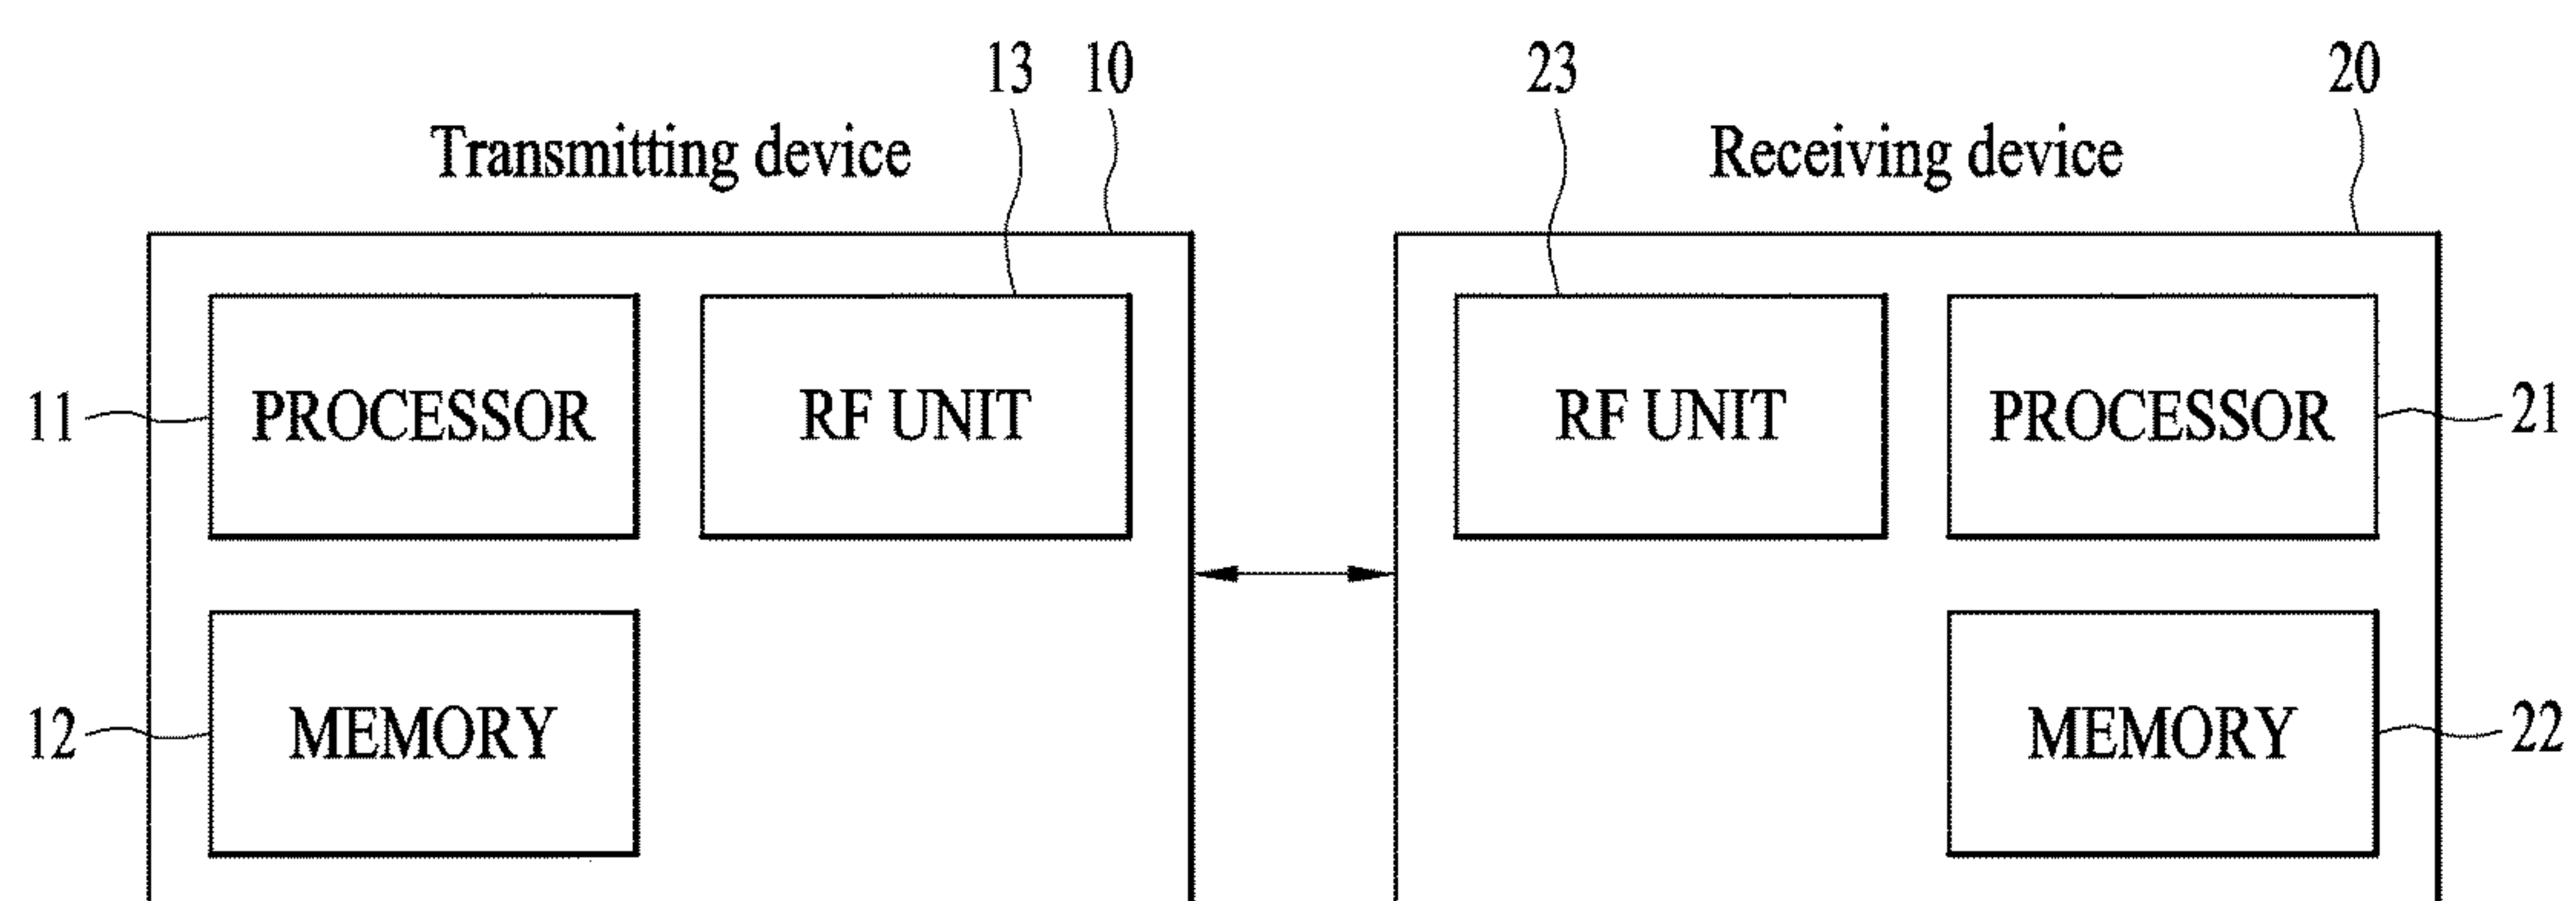 13 10 23 20
Transmitting device Receiving device
11 PROCESSOR RF UNIT RF UNIT PROCESSOR 21
12 MEMORY MEMORY 22